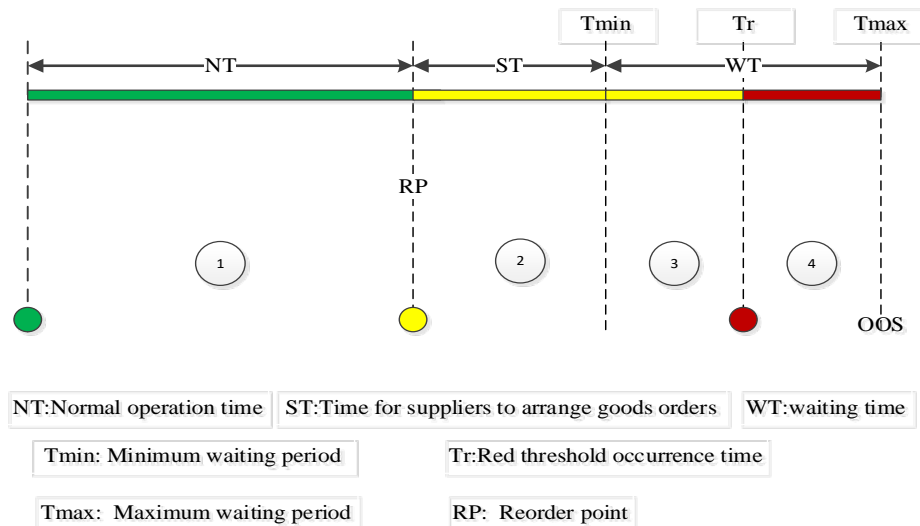 Tmin Tr Tmax
NT ST WT
RP
1 2 3 4
OOS
NT:Normal operation time ST:Time for suppliers to arrange goods orders WT:waiting time
Tmin: Minimum waiting period Tr:Red threshold occurrence time
Tmax: Maximum waiting period RP: Reorder point